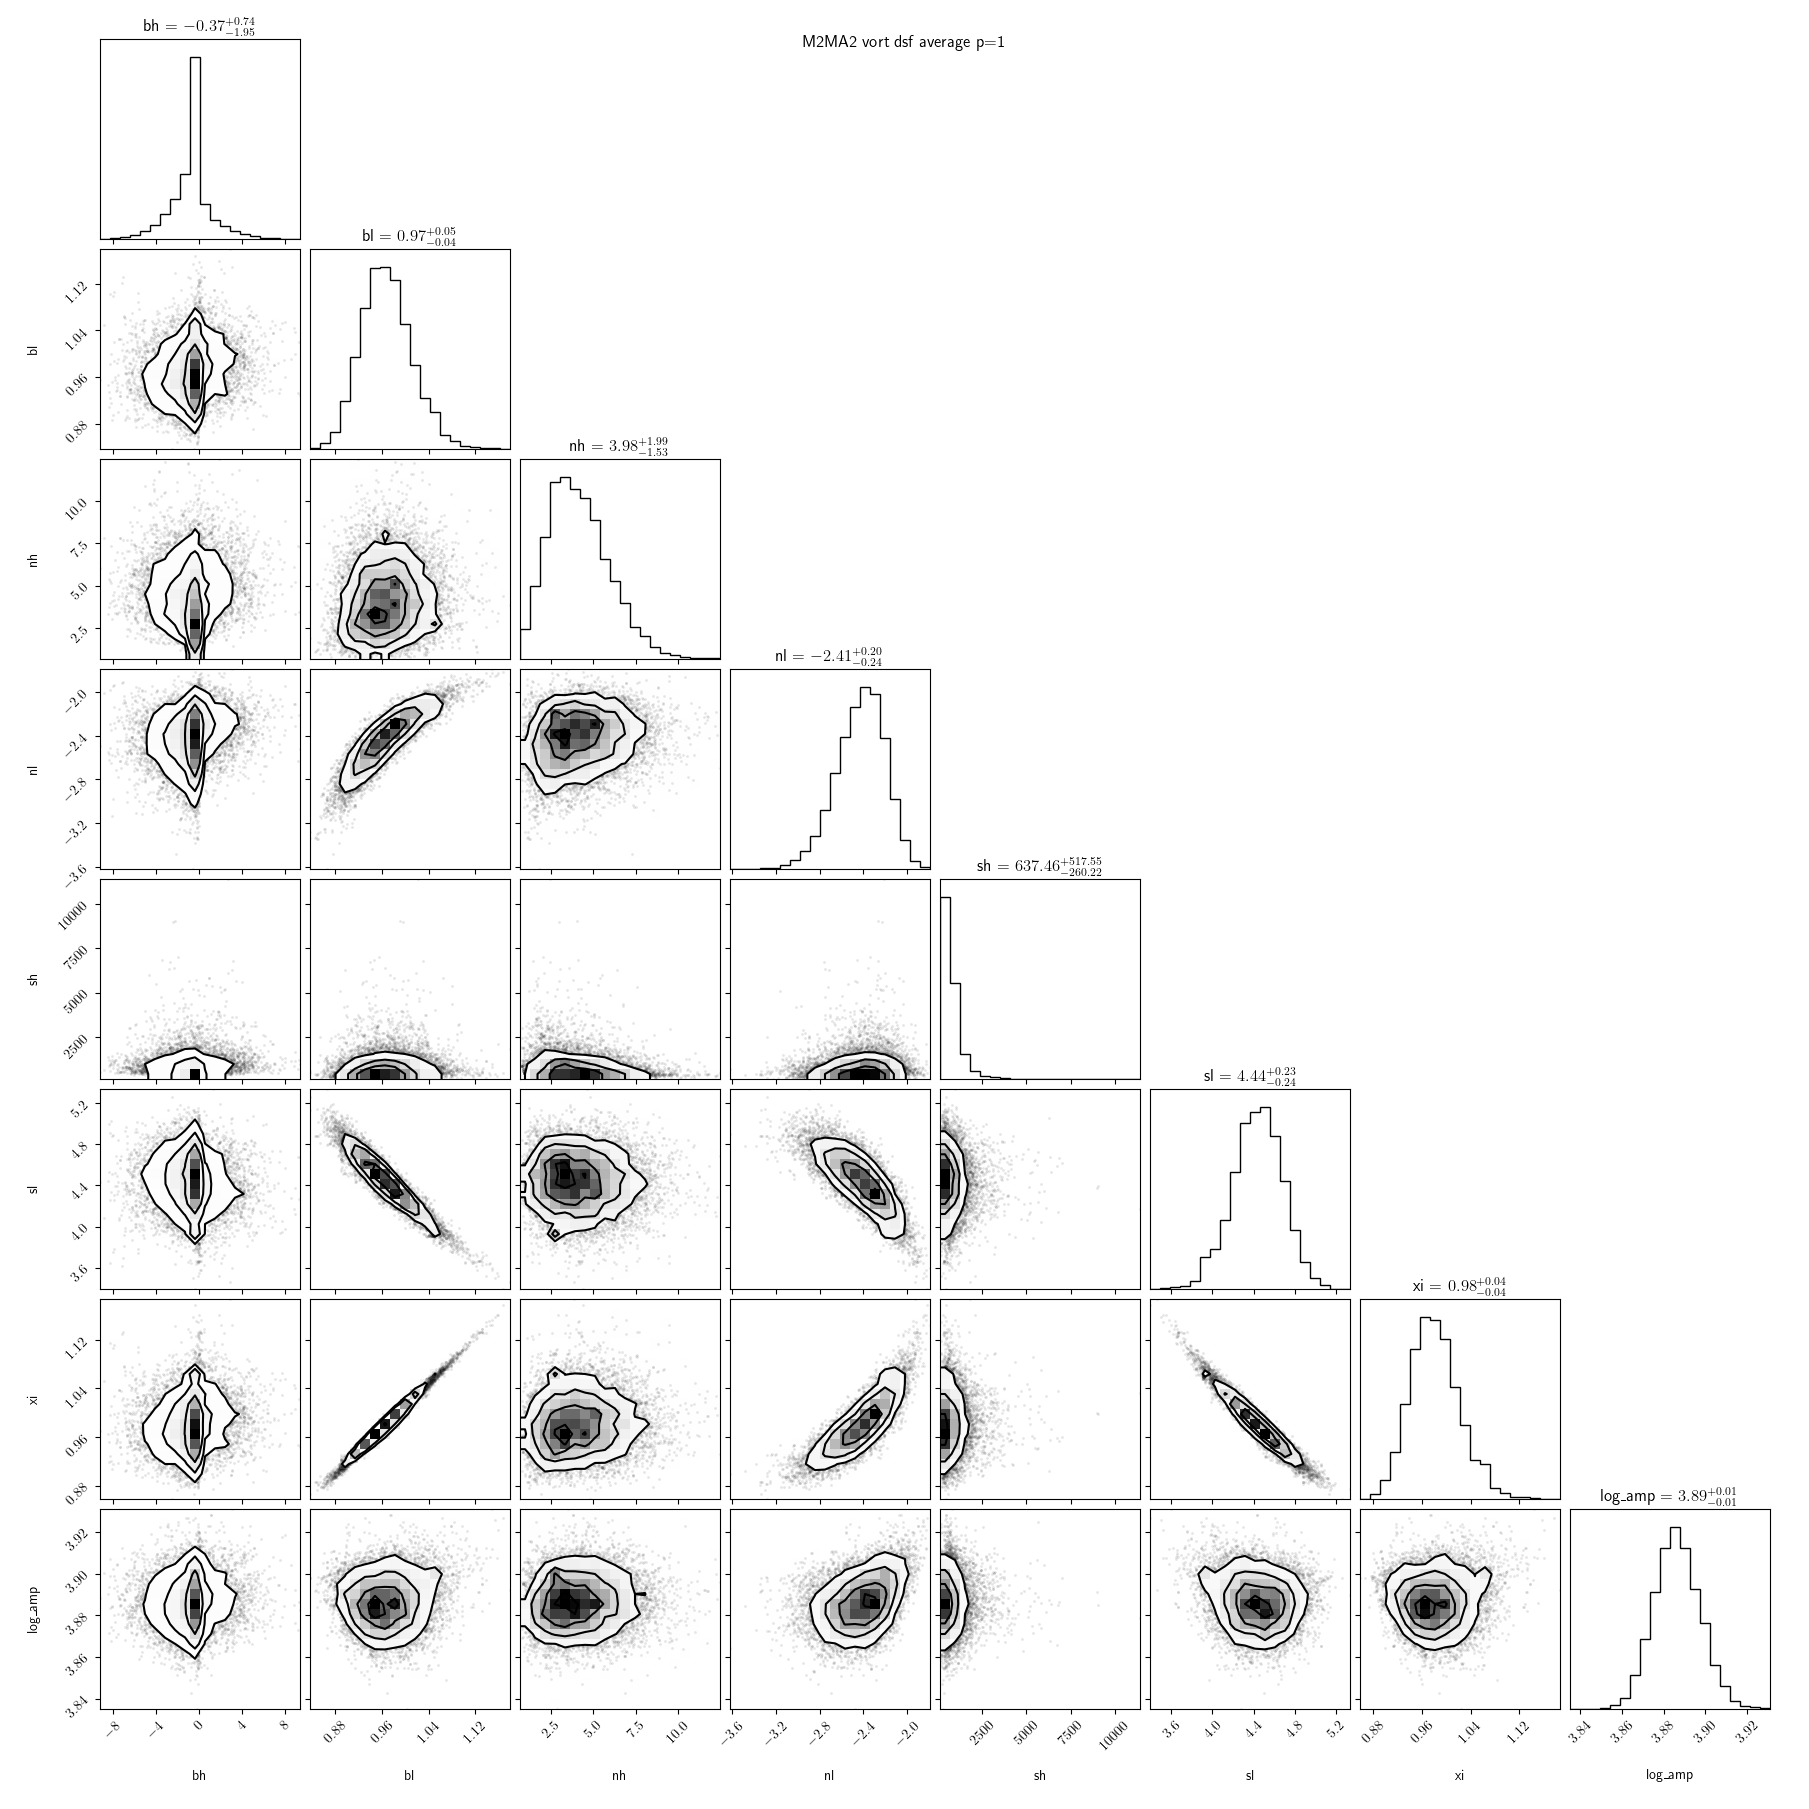 bh = −0.37+0.74−1.95
M2MA2 vort dsf average p=1
bl = 0.97+0.05−0.04
1.12
1.04
0.96
0.88
bl
nh = 3.98+1.99−1.53
10.0
7.5
5.0
2.5
nh
nl = −2.41+0.20−0.24
−2.0
−2.4
−2.8
−3.2
−3.6
nl
sh = 637.46+517.55−260.22
10000
7500
5000
2500
sh
sl = 4.44+0.23−0.24
5.2
4.8
4.4
4.0
3.6
sl
xi = 0.98+0.04−0.04
1.12
1.04
0.96
0.88
xi
log_amp = 3.89+0.01−0.01
3.92
3.90
3.88
3.86
3.84
log_amp
−8 −4 0 4 8 0.88 0.96 1.04 1.12 2.5 5.0 7.5 10.0 −3.6 −3.2 −2.8 −2.4 −2.0 2500 5000 7500 10000 3.6 4.0 4.4 4.8 5.2 0.88 0.96 1.04 1.12 3.84 3.86 3.88 3.90 3.92
bh bl nh nl sh sl xi log_amp